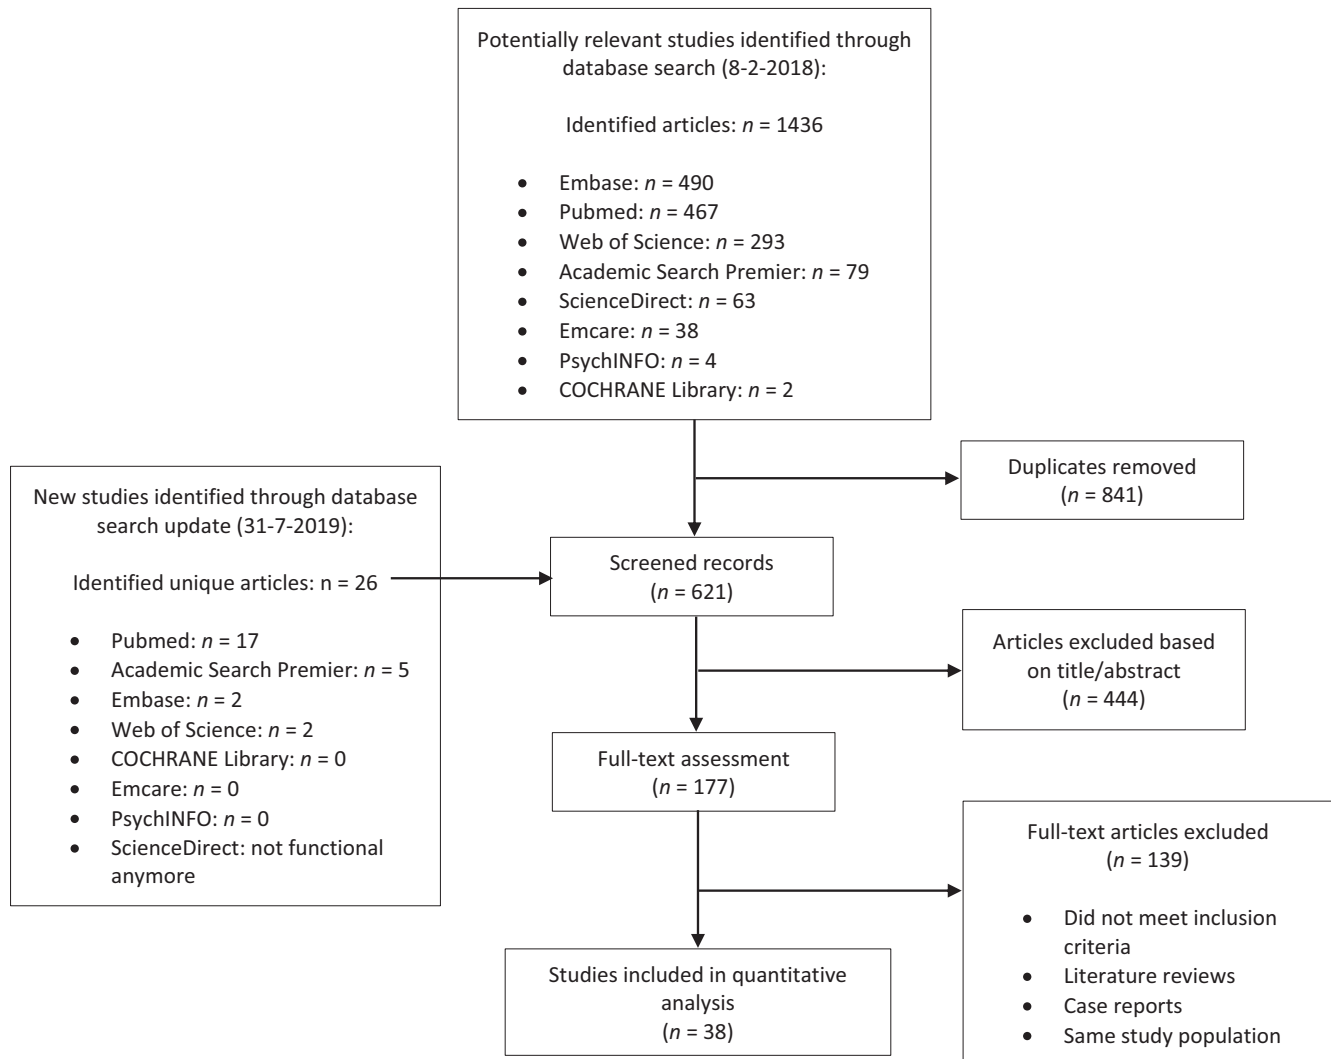 Potentially relevant studies identified through
database search (8-2-2018):
Identified articles: n = 1436
• Embase: n = 490
• Pubmed: n = 467
• Web of Science: n = 293
• Academic Search Premier: n = 79
• ScienceDirect: n = 63
• Emcare: n = 38
• PsychINFO: n = 4
• COCHRANE Library: n = 2
Duplicates removed
(n = 841)
New studies identified through database
search update (31-7-2019):
Identified unique articles: n = 26
• Pubmed: n = 17
• Academic Search Premier: n = 5
• Embase: n = 2
• Web of Science: n = 2
• COCHRANE Library: n = 0
• Emcare: n = 0
• PsychINFO: n = 0
• ScienceDirect: not functional
anymore
Screened records
(n = 621)
Articles excluded based
on title/abstract
(n = 444)
Full-text assessment
(n = 177)
Full-text articles excluded
(n = 139)
• Did not meet inclusion
criteria
• Literature reviews
• Case reports
• Same study population
Studies included in quantitative
analysis
(n = 38)